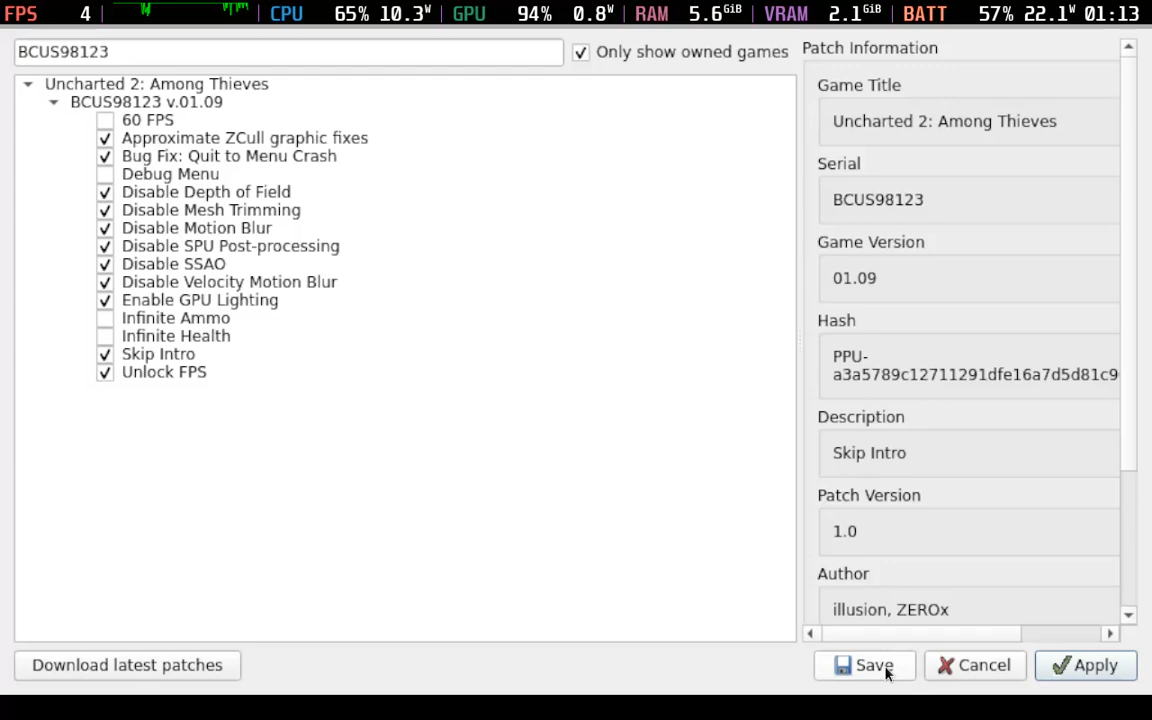 FPS 4 | CPU 65% 10.3W | GPU 94% 0.8W | RAM 5.6GiB | VRAM 2.1GiB | BATT 57% 22.1W 01:13
BCUS98123
Only show owned games
Uncharted 2: Among Thieves
BCUS98123 v.01.09
60 FPS
Approximate ZCull graphic fixes
Bug Fix: Quit to Menu Crash
Debug Menu
Disable Depth of Field
Disable Mesh Trimming
Disable Motion Blur
Disable SPU Post-processing
Disable SSAO
Disable Velocity Motion Blur
Enable GPU Lighting
Infinite Ammo
Infinite Health
Skip Intro
Unlock FPS
Patch Information
Game Title
Uncharted 2: Among Thieves
Serial
BCUS98123
Game Version
01.09
Hash
PPU-
a3a5789c12711291dfe16a7d5d81c9
Description
Skip Intro
Patch Version
1.0
Author
illusion, ZEROx
Download latest patches
Save
Cancel
Apply